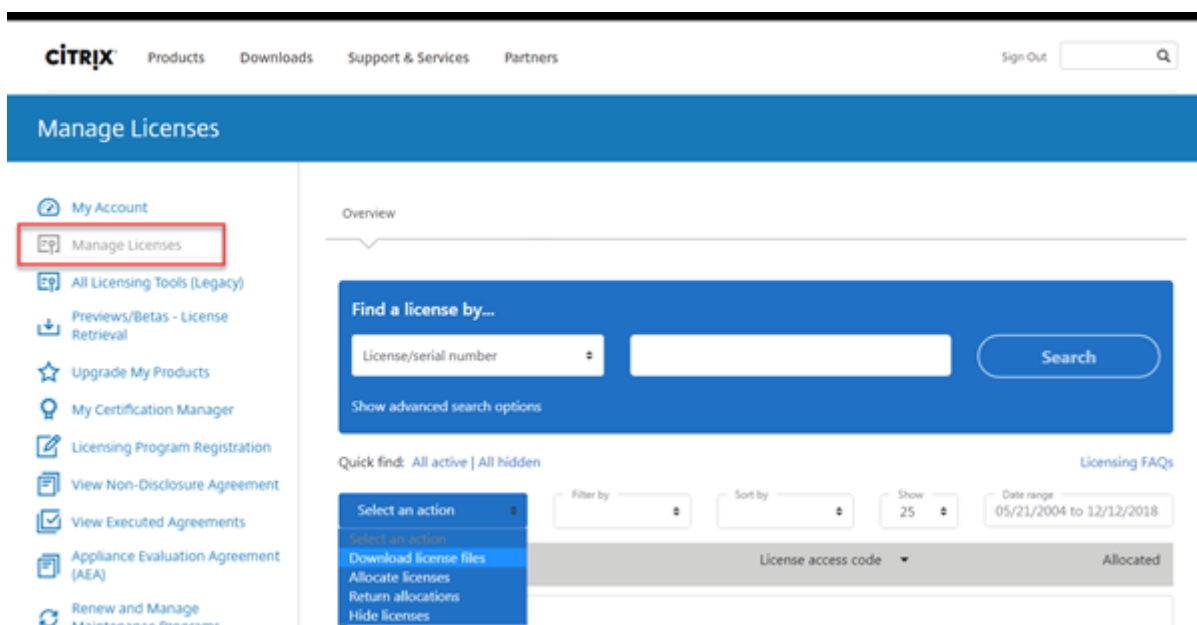 CİTRIX Products Downloads Support & Services Partners Sign Out
Manage Licenses
My Account
Manage Licenses
All Licensing Tools (Legacy)
Previews/Betas - License
Retrieval
Upgrade My Products
My Certification Manager
Licensing Program Registration
View Non-Disclosure Agreement
View Executed Agreements
Appliance Evaluation Agreement
(AEA)
Renew and Manage
Maintenance Programs
Overview
Find a license by...
License/serial number
Search
Show advanced search options
Quick find: All active | All hidden
Licensing FAQs
Select an action
Filter by
Sort by
Show
25
Date range
05/21/2004 to 12/12/2018
Select an action
Download license files
Allocate licenses
Return allocations
Hide licenses
License access code
Allocated